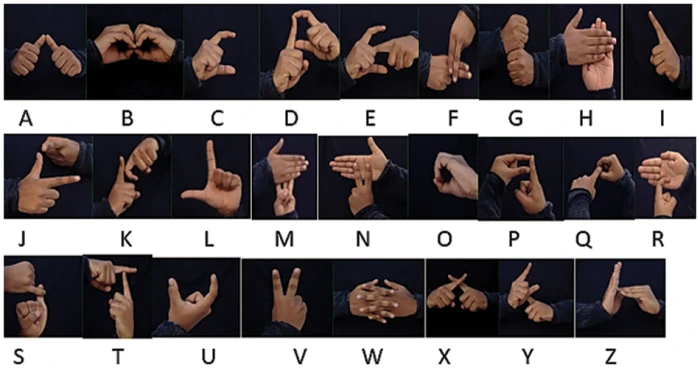 A B C D E F G H I
J K L M N O P Q R
S T U V W X Y Z